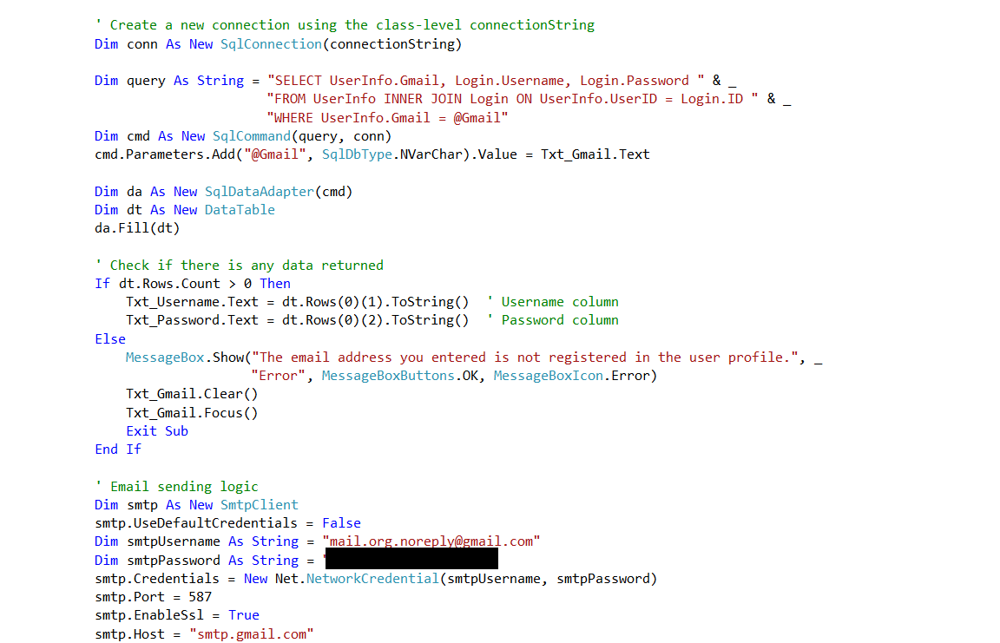 ' Create a new connection using the class-level connectionString
Dim conn As New SqlConnection(connectionString)
Dim query As String = "SELECT UserInfo.Gmail, Login.Username, Login.Password " & _
"FROM UserInfo INNER JOIN Login ON UserInfo.UserID = Login.ID " & _
"WHERE UserInfo.Gmail = @Gmail"
Dim cmd As New SqlCommand(query, conn)
cmd.Parameters.Add("@Gmail", SqlDbType.NVarChar).Value = Txt_Gmail.Text
Dim da As New SqlDataAdapter(cmd)
Dim dt As New DataTable
da.Fill(dt)
' Check if there is any data returned
If dt.Rows.Count > 0 Then
Txt_Username.Text = dt.Rows(0)(1).ToString() ' Username column
Txt_Password.Text = dt.Rows(0)(2).ToString() ' Password column
Else
MessageBox.Show("The email address you entered is not registered in the user profile.", _
"Error", MessageBoxButtons.OK, MessageBoxIcon.Error)
Txt_Gmail.Clear()
Txt_Gmail.Focus()
Exit Sub
End If
' Email sending logic
Dim smtp As New SmtpClient
smtp.UseDefaultCredentials = False
Dim smtpUsername As String = "mail.org.noreply@gmail.com"
Dim smtpPassword As String = "
smtp.Credentials = New Net.NetworkCredential(smtpUsername, smtpPassword)
smtp.Port = 587
smtp.EnableSsl = True
smtp.Host = "smtp.gmail.com"